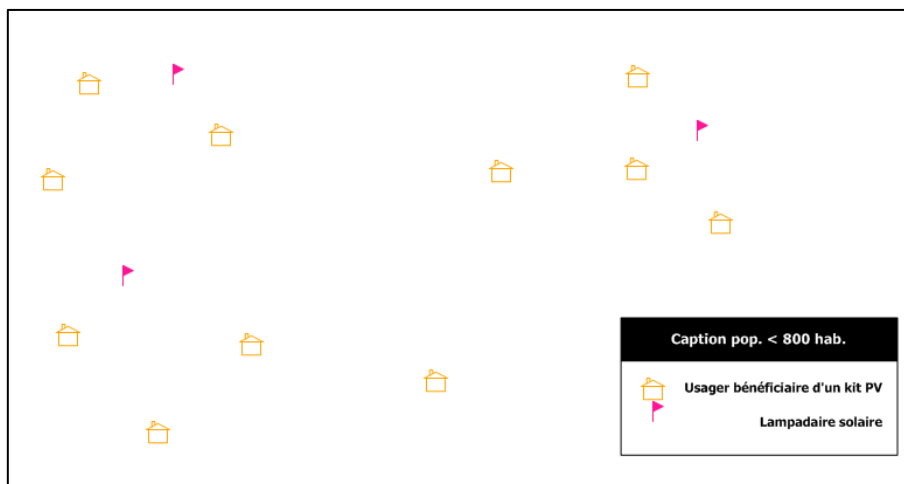 Caption pop. < 800 hab.
Usager bénéficiaire d'un kit PV
Lampadaire solaire